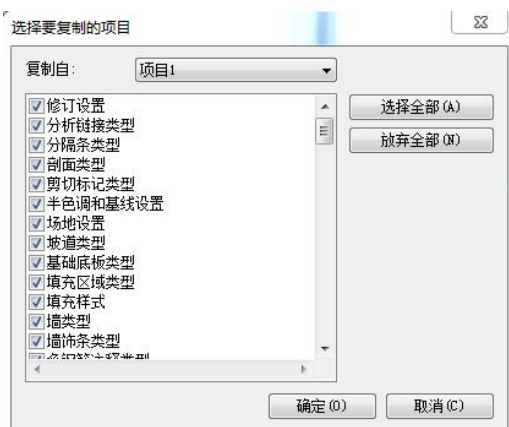 选择要复制的项目
复制自:
项目1
修订设置
分析链接类型
分隔条类型
剖面类型
剪切标记类型
半色调和基线设置
场地设置
坡道类型
基础底板类型
填充区域类型
填充样式
墙类型
墙饰条类型
选择全部(A)
放弃全部(N)
确定(O)
取消(C)